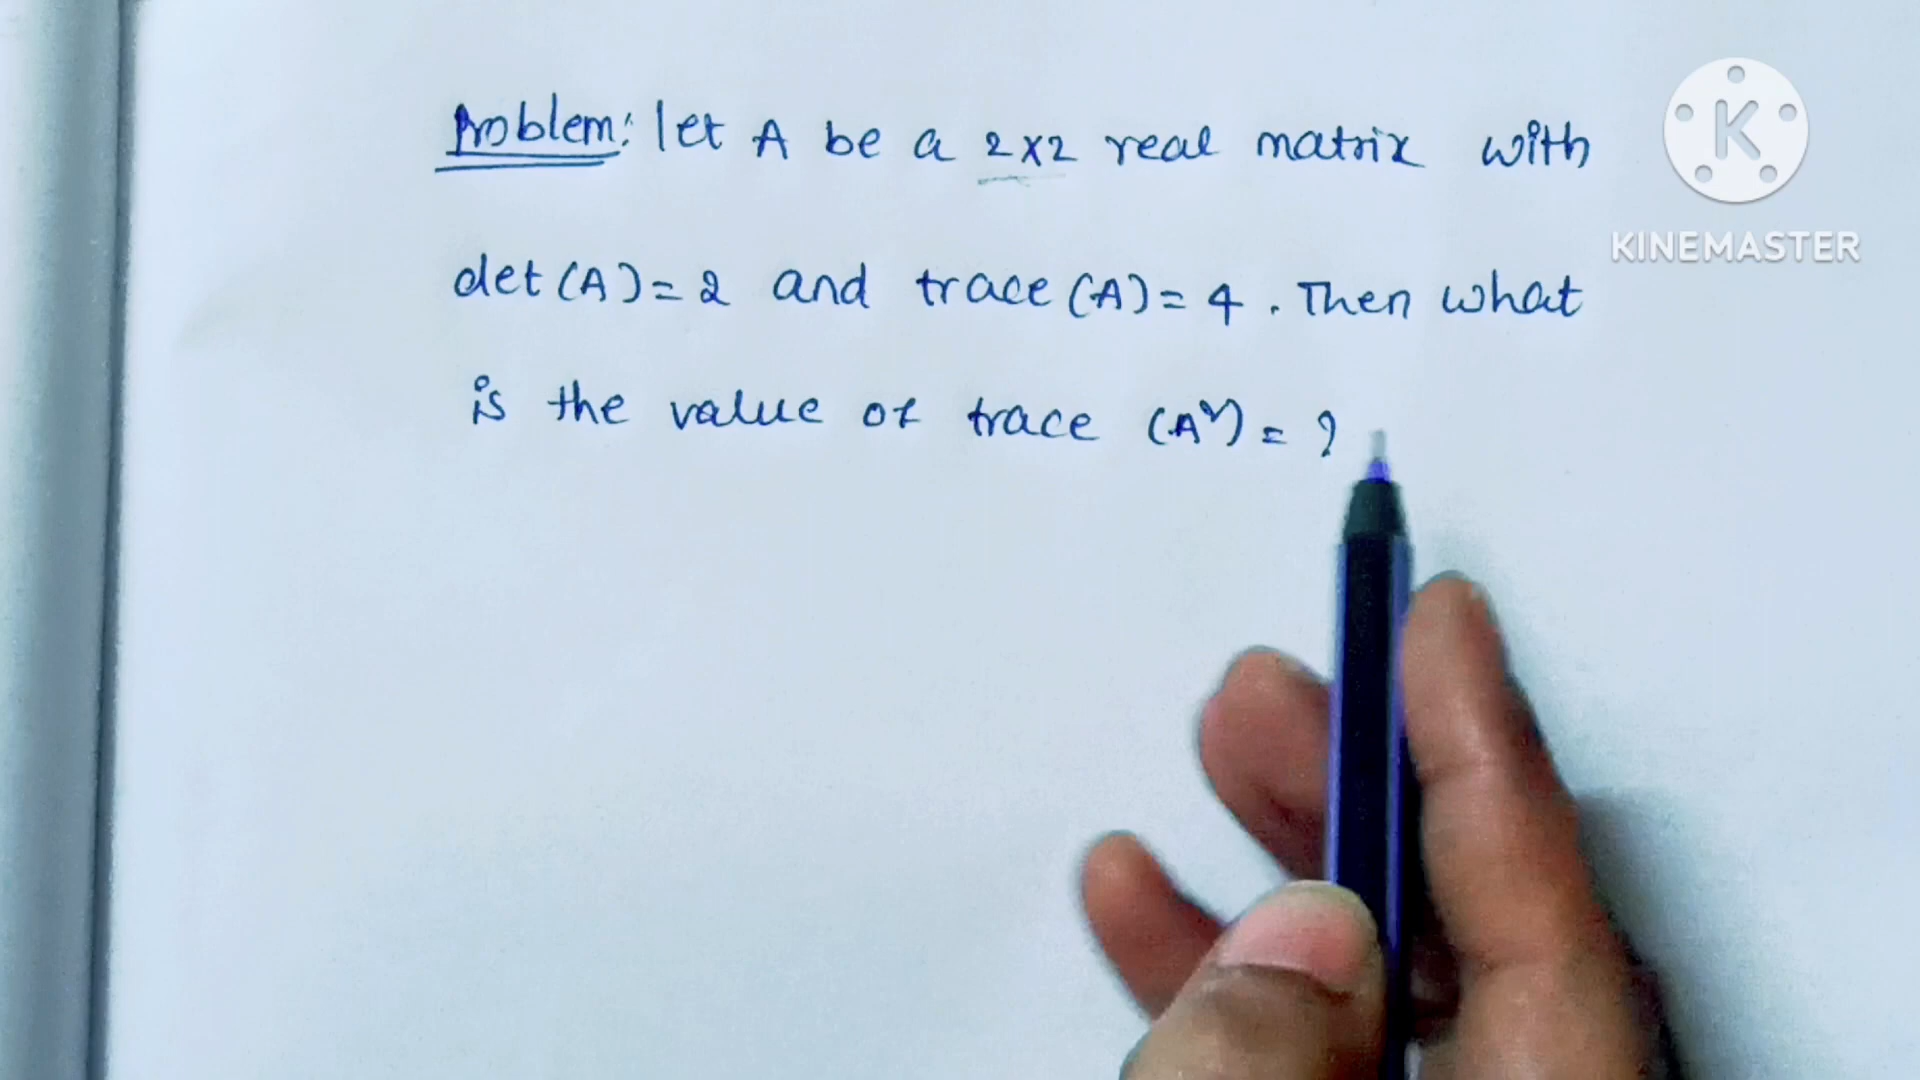 Problem: let A be a 2x2 real matrix with
det (A) = 2 and trace (A) = 4 . Then what
is the value of trace (A²) = ?
K
KINEMASTER